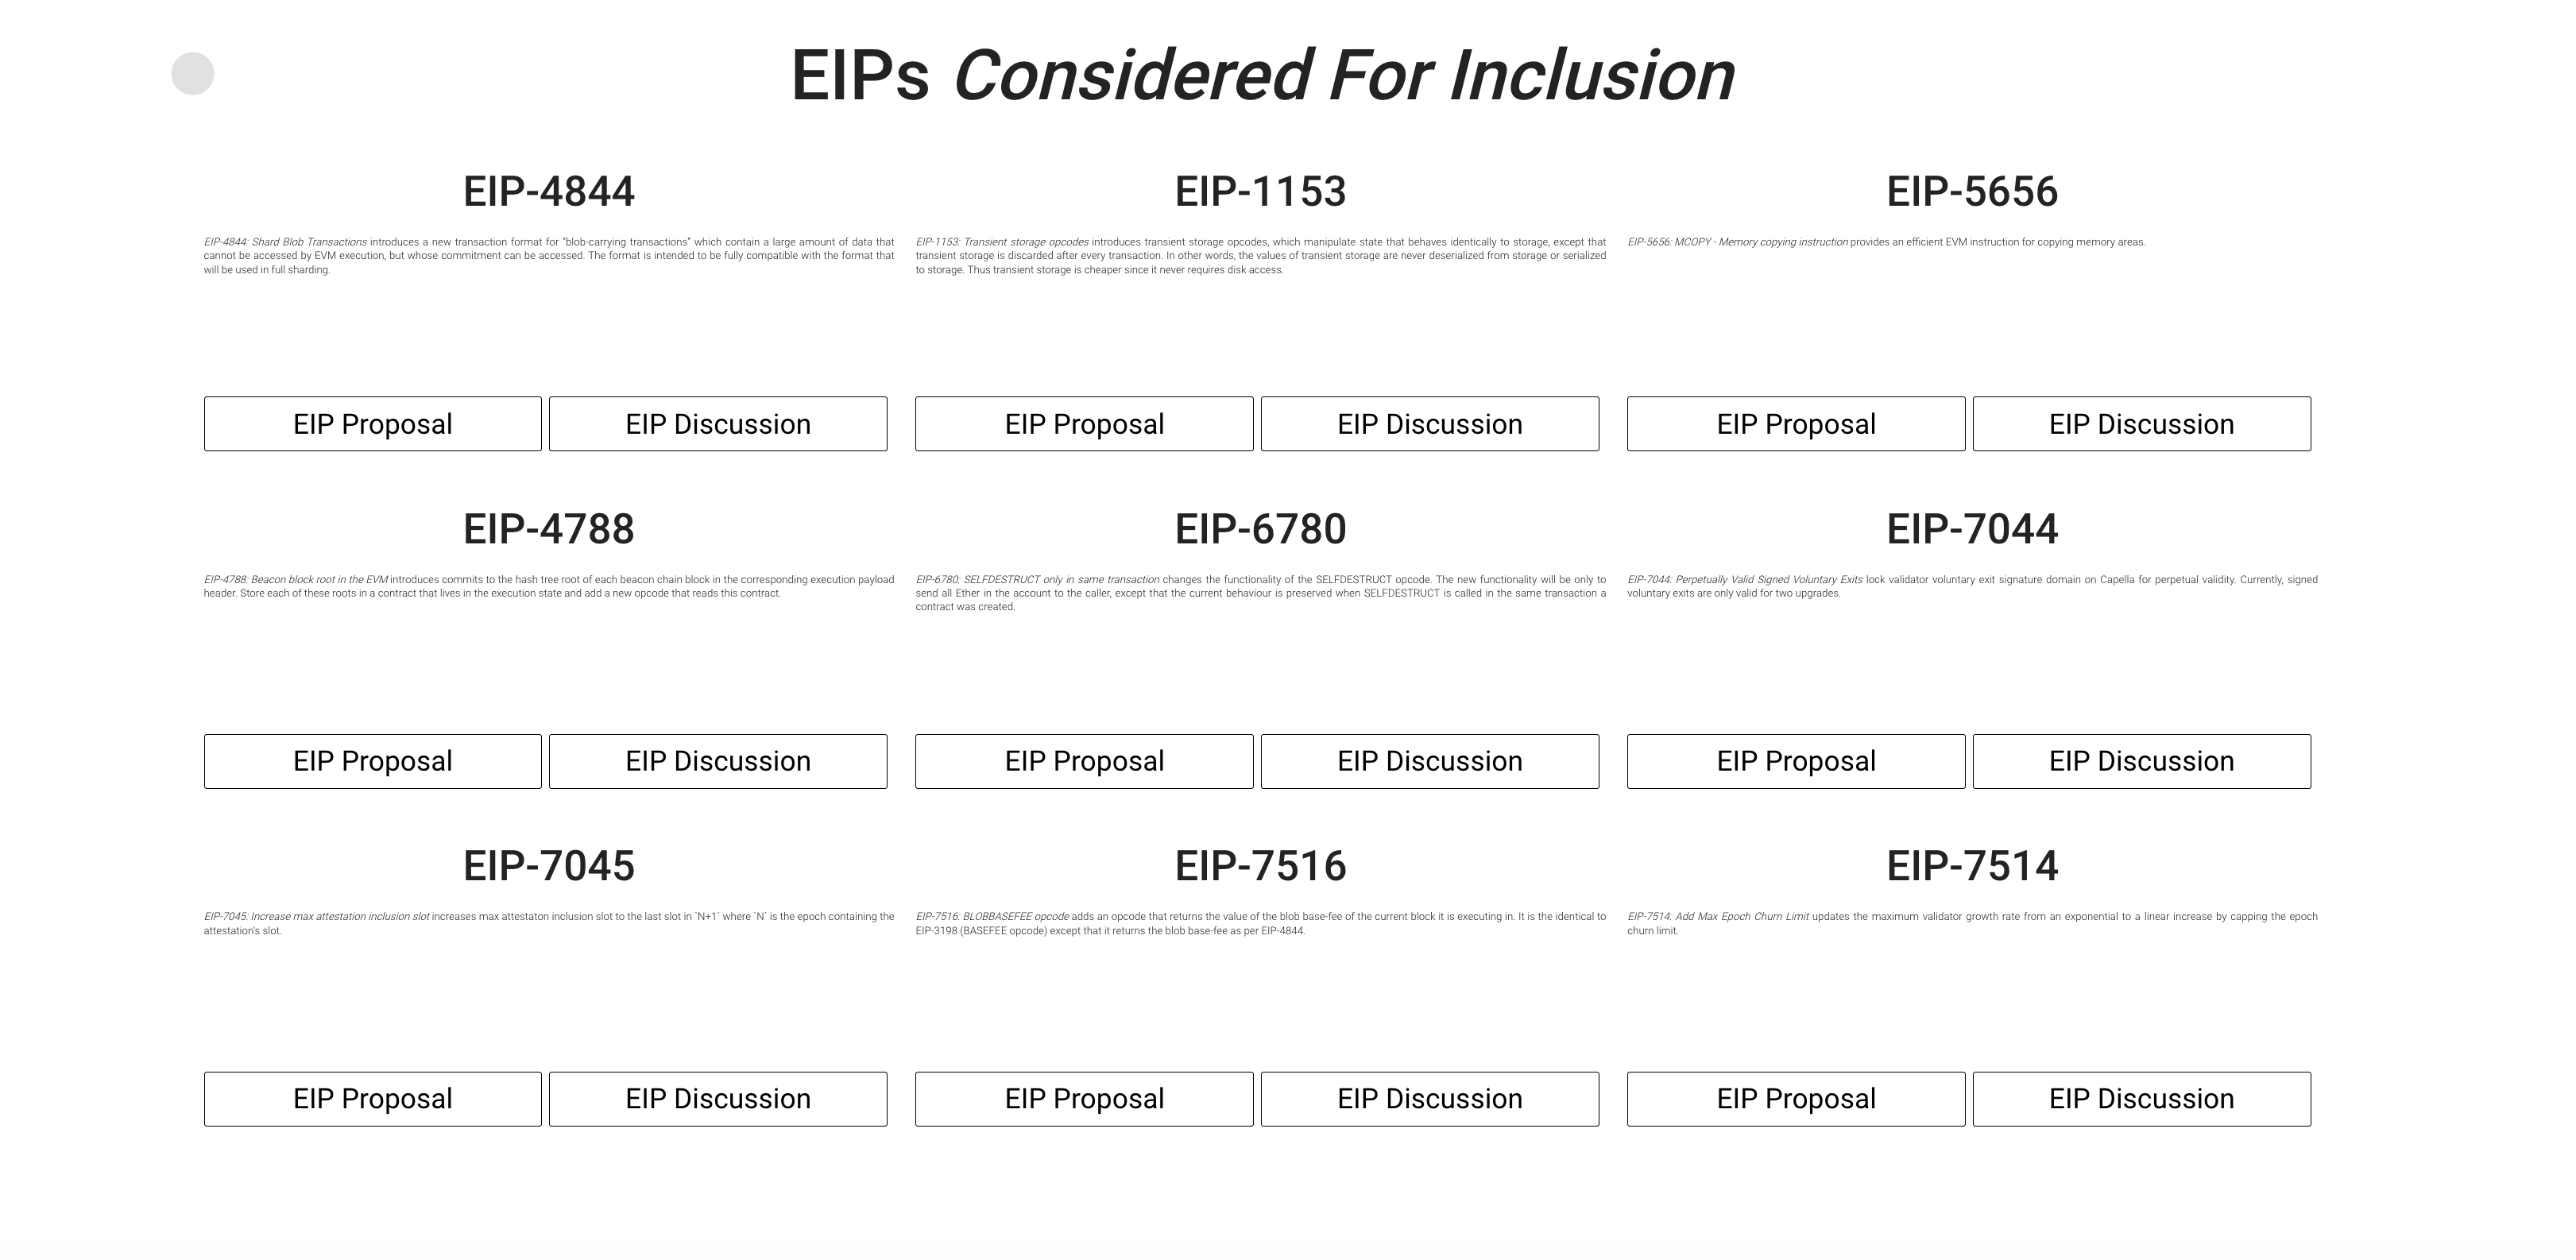 EIPs Considered For Inclusion
EIP-4844
EIP-4844: Shard Blob Transactions introduces a new transaction format for “blob-carrying transactions” which contain a large amount of data that
cannot be accessed by EVM execution, but whose commitment can be accessed. The format is intended to be fully compatible with the format that
will be used in full sharding.
EIP Proposal
EIP Discussion
EIP-1153
EIP-1153: Transient storage opcodes introduces transient storage opcodes, which manipulate state that behaves identically to storage, except that
transient storage is discarded after every transaction. In other words, the values of transient storage are never deserialized from storage or serialized
to storage. Thus transient storage is cheaper since it never requires disk access.
EIP Proposal
EIP Discussion
EIP-5656
EIP-5656: MCOPY - Memory copying instruction provides an efficient EVM instruction for copying memory areas.
EIP Proposal
EIP Discussion
EIP-4788
EIP-4788: Beacon block root in the EVM introduces commits to the hash tree root of each beacon chain block in the corresponding execution payload
header. Store each of these roots in a contract that lives in the execution state and add a new opcode that reads this contract.
EIP Proposal
EIP Discussion
EIP-6780
EIP-6780: SELFDESTRUCT only in same transaction changes the functionality of the SELFDESTRUCT opcode. The new functionality will be only to
send all Ether in the account to the caller, except that the current behaviour is preserved when SELFDESTRUCT is called in the same transaction a
contract was created.
EIP Proposal
EIP Discussion
EIP-7044
EIP-7044: Perpetually Valid Signed Voluntary Exits lock validator voluntary exit signature domain on Capella for perpetual validity. Currently, signed
voluntary exits are only valid for two upgrades.
EIP Proposal
EIP Discussion
EIP-7045
EIP-7045: Increase max attestation inclusion slot increases max attestaton inclusion slot to the last slot in `N+1` where `N` is the epoch containing the
attestation's slot.
EIP Proposal
EIP Discussion
EIP-7516
EIP-7516: BLOBBASEFEE opcode adds an opcode that returns the value of the blob base-fee of the current block it is executing in. It is the identical to
EIP-3198 (BASEFEE opcode) except that it returns the blob base-fee as per EIP-4844.
EIP Proposal
EIP Discussion
EIP-7514
EIP-7514: Add Max Epoch Churn Limit updates the maximum validator growth rate from an exponential to a linear increase by capping the epoch
churn limit.
EIP Proposal
EIP Discussion